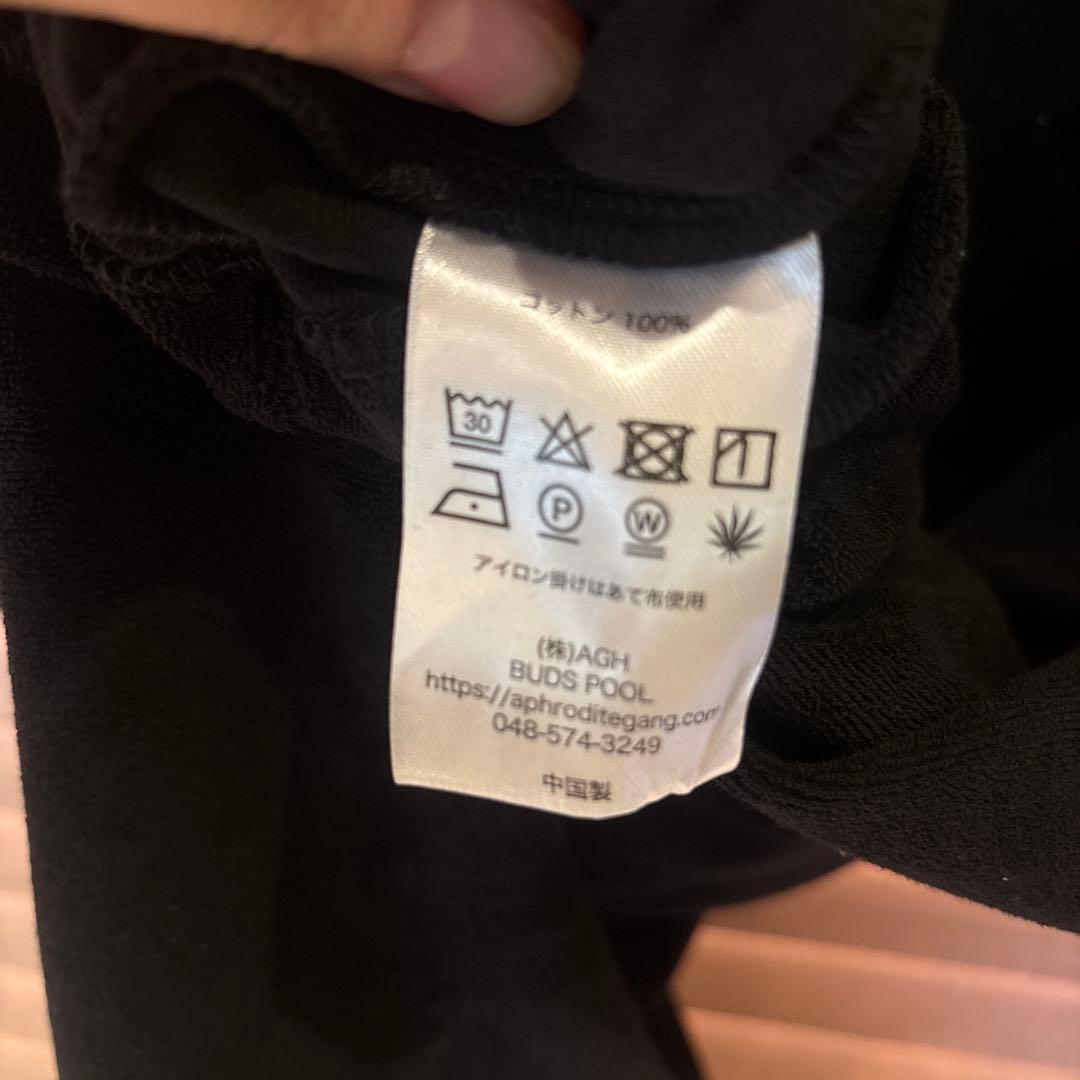 コットン 100%
30
P W
アイロン掛けはあて布使用
(株)AGH
BUDS POOL
https://aphroditegang.com
048-574-3249
中国製